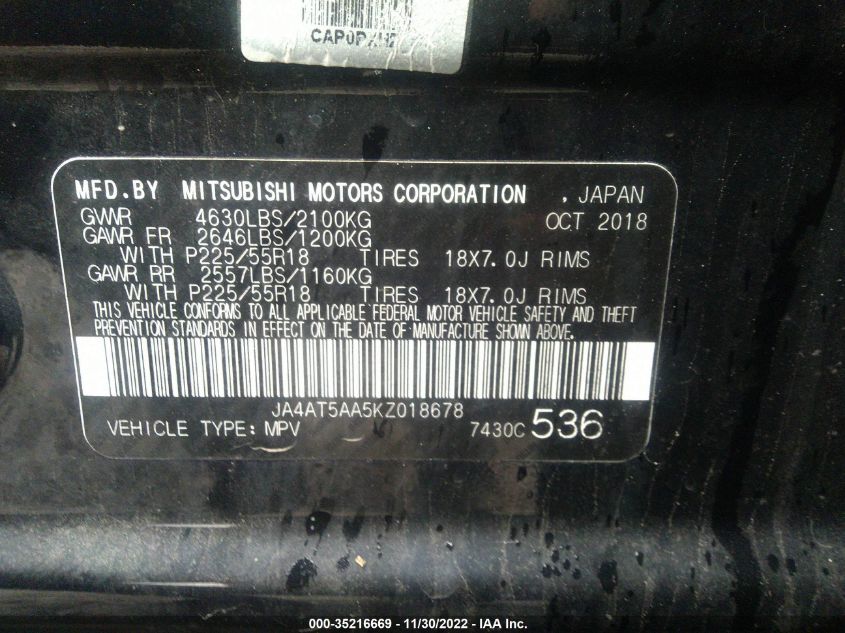 MFD.BY MITSUBISHI MOTORS CORPORATION , JAPAN
GVWR 4630LBS/2100KG OCT 2018
GAWR FR 2646LBS/1200KG
WITH P225/55R18 TIRES 18X7.0J RIMS
GAWR RR 2557LBS/1160KG
WITH P225/55R18 TIRES 18X7.0J RIMS
THIS VEHICLE CONFORMS TO ALL APPLICABLE FEDERAL MOTOR VEHICLE SAFETY AND THEFT
PREVENTION STANDARDS IN EFFECT ON THE DATE OF MANUFACTURE SHOWN ABOVE.
JA4AT5AA5KZ018678
VEHICLE TYPE: MPV 7430C 536
000-35216669 - 11/30/2022 - IAA Inc.